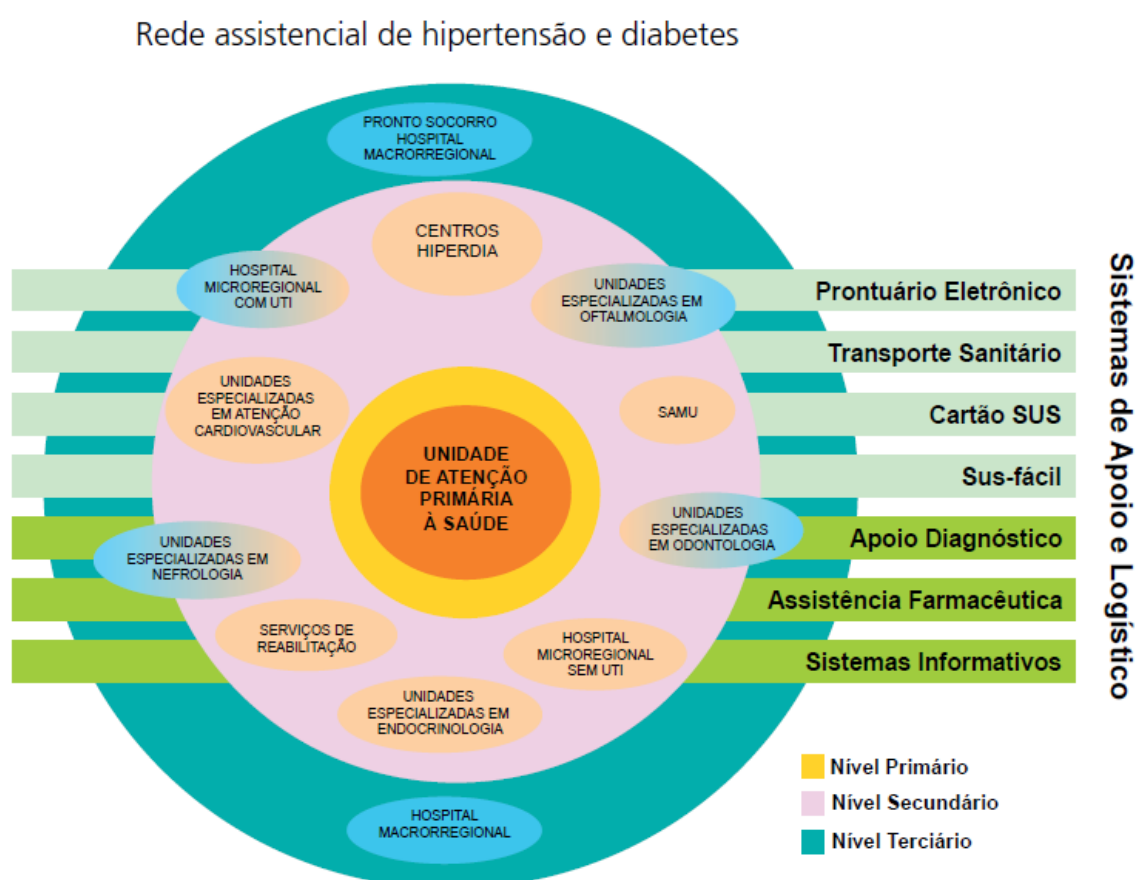 Rede assistencial de hipertensão e diabetes
PRONTO SOCORRO
HOSPITAL
MACRORREGIONAL
CENTROS
HIPERDIA
HOSPITAL
MICROREGIONAL
COM UTI
UNIDADES
ESPECIALIZADAS EM
OFTALMOLOGIA
Prontuário Eletrônico
Transporte Sanitário
UNIDADES
ESPECIALIZADAS
EM ATENÇÃO
CARDIOVASCULAR
SAMU
Cartão SUS
UNIDADE
DE ATENÇÃO
PRIMÁRIA
À SAÚDE
Sus-fácil
UNIDADES
ESPECIALIZADAS EM
NEFROLOGIA
UNIDADES
ESPECIALIZADAS
EM ODONTOLOGIA
Apoio Diagnóstico
Assistência Farmacêutica
SERVIÇOS DE
REABILITAÇÃO
HOSPITAL
MICROREGIONAL
SEM UTI
Sistemas Informativos
UNIDADES
ESPECIALIZADAS EM
ENDOCRINOLOGIA
HOSPITAL
MACRORREGIONAL
Sistemas de Apoio e Logístico
Nível Primário
Nível Secundário
Nível Terciário